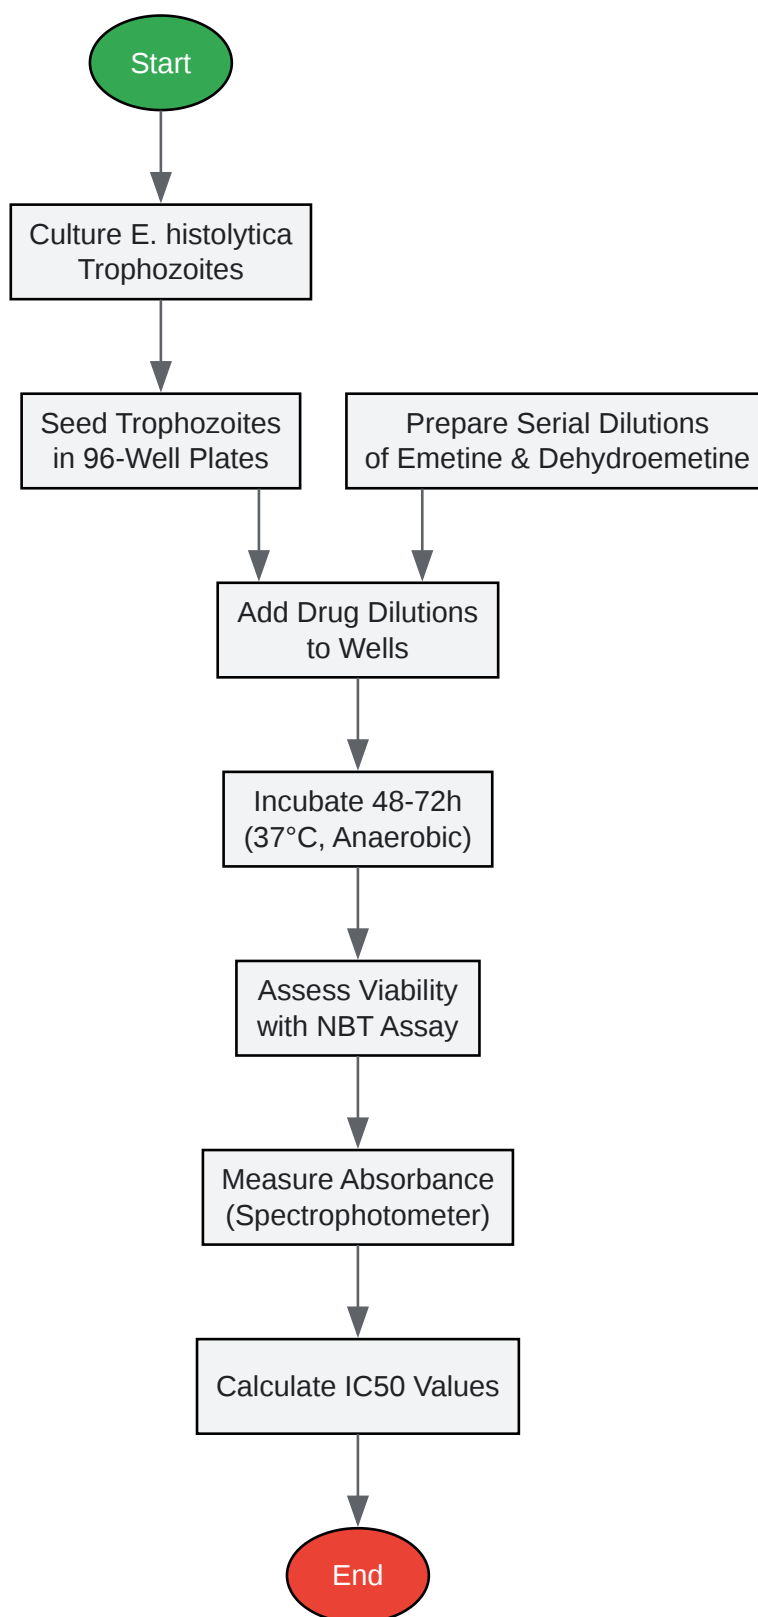 Start
Culture E. histolytica
Trophozoites
Seed Trophozoites
in 96-Well Plates
Prepare Serial Dilutions
of Emetine & Dehydroemetine
Add Drug Dilutions
to Wells
Incubate 48-72h
(37°C, Anaerobic)
Assess Viability
with NBT Assay
Measure Absorbance
(Spectrophotometer)
Calculate IC50 Values
End